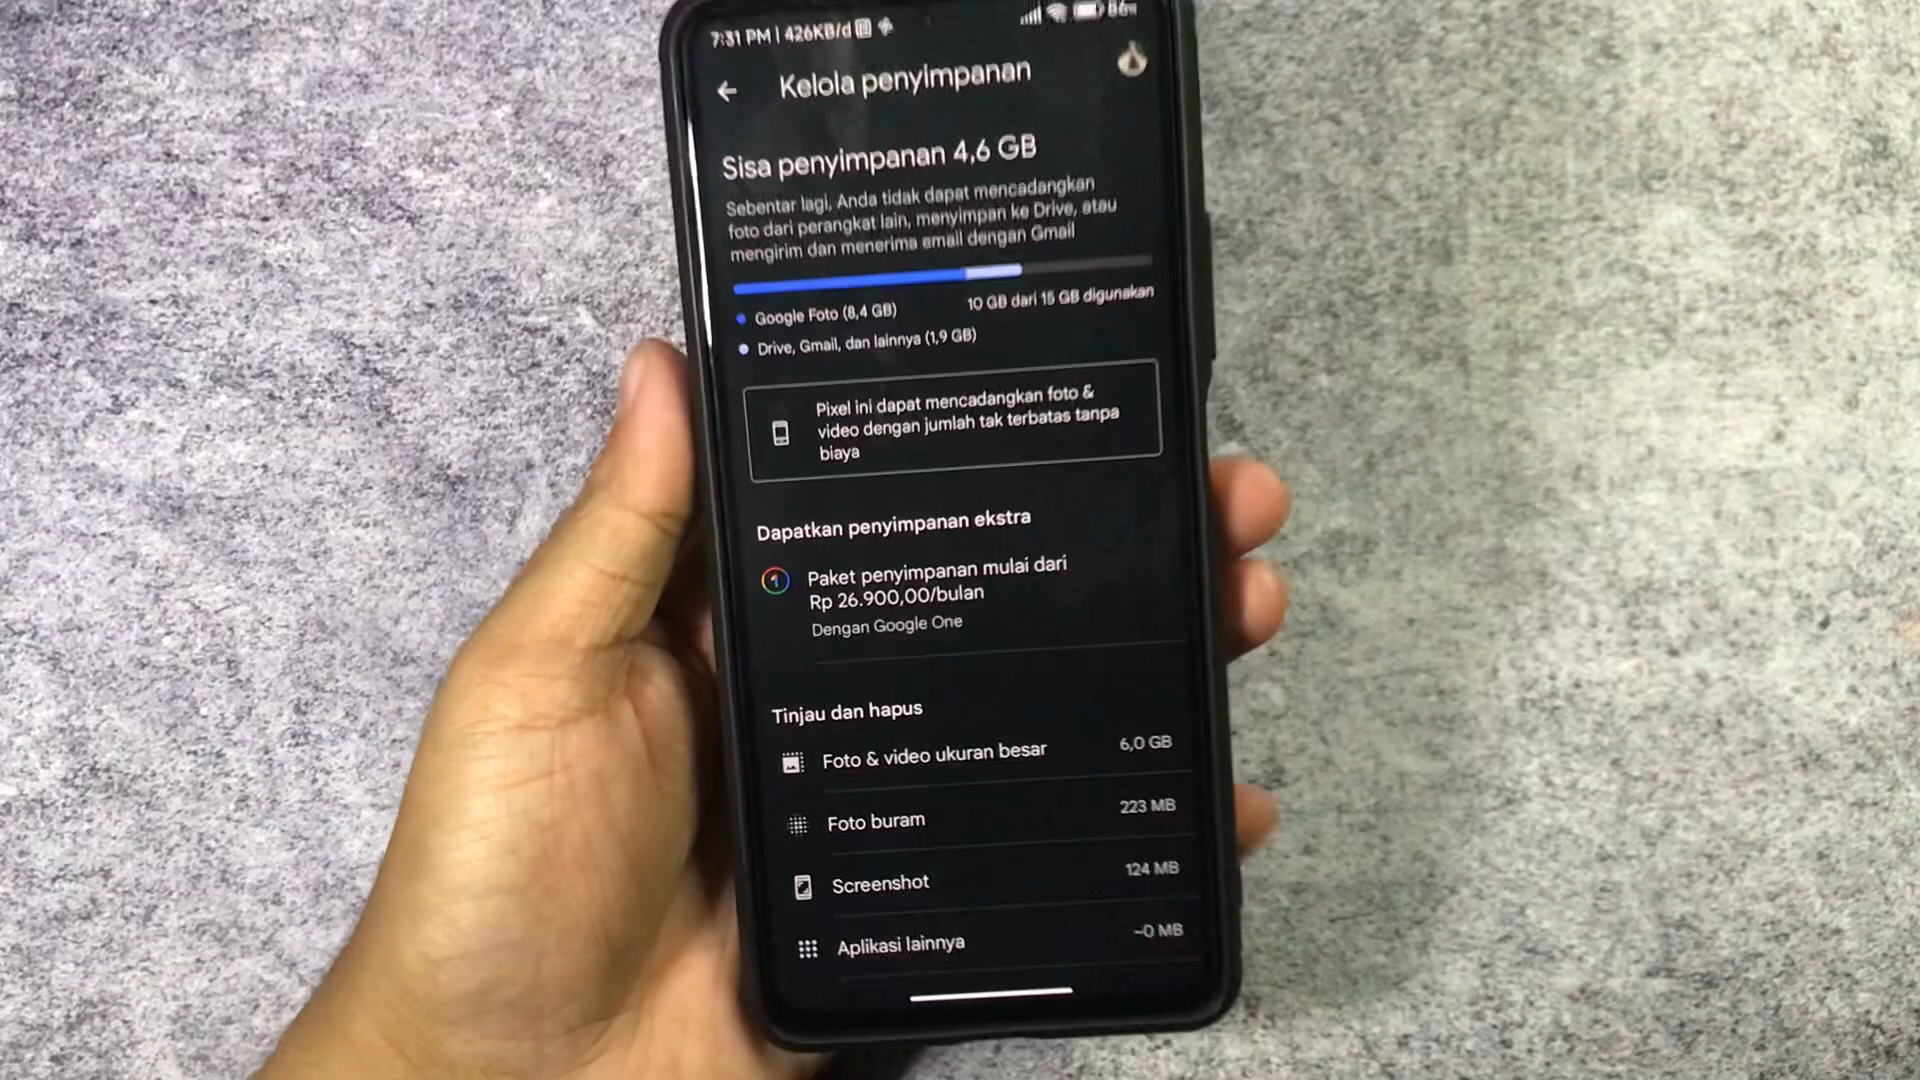 7:31 PM | 426KB/d
86%
Kelola penyimpanan
Sisa penyimpanan 4,6 GB
Sebentar lagi, Anda tidak dapat mencadangkan
foto dari perangkat lain, menyimpan ke Drive, atau
mengirim dan menerima email dengan Gmail
Google Foto (8,4 GB)
10 GB dari 15 GB digunakan
Drive, Gmail, dan lainnya (1,9 GB)
Pixel ini dapat mencadangkan foto &
video dengan jumlah tak terbatas tanpa
biaya
Dapatkan penyimpanan ekstra
Paket penyimpanan mulai dari
Rp 26.900,00/bulan
Dengan Google One
Tinjau dan hapus
Foto & video ukuran besar
6,0 GB
Foto buram
223 MB
Screenshot
124 MB
Aplikasi lainnya
~0 MB